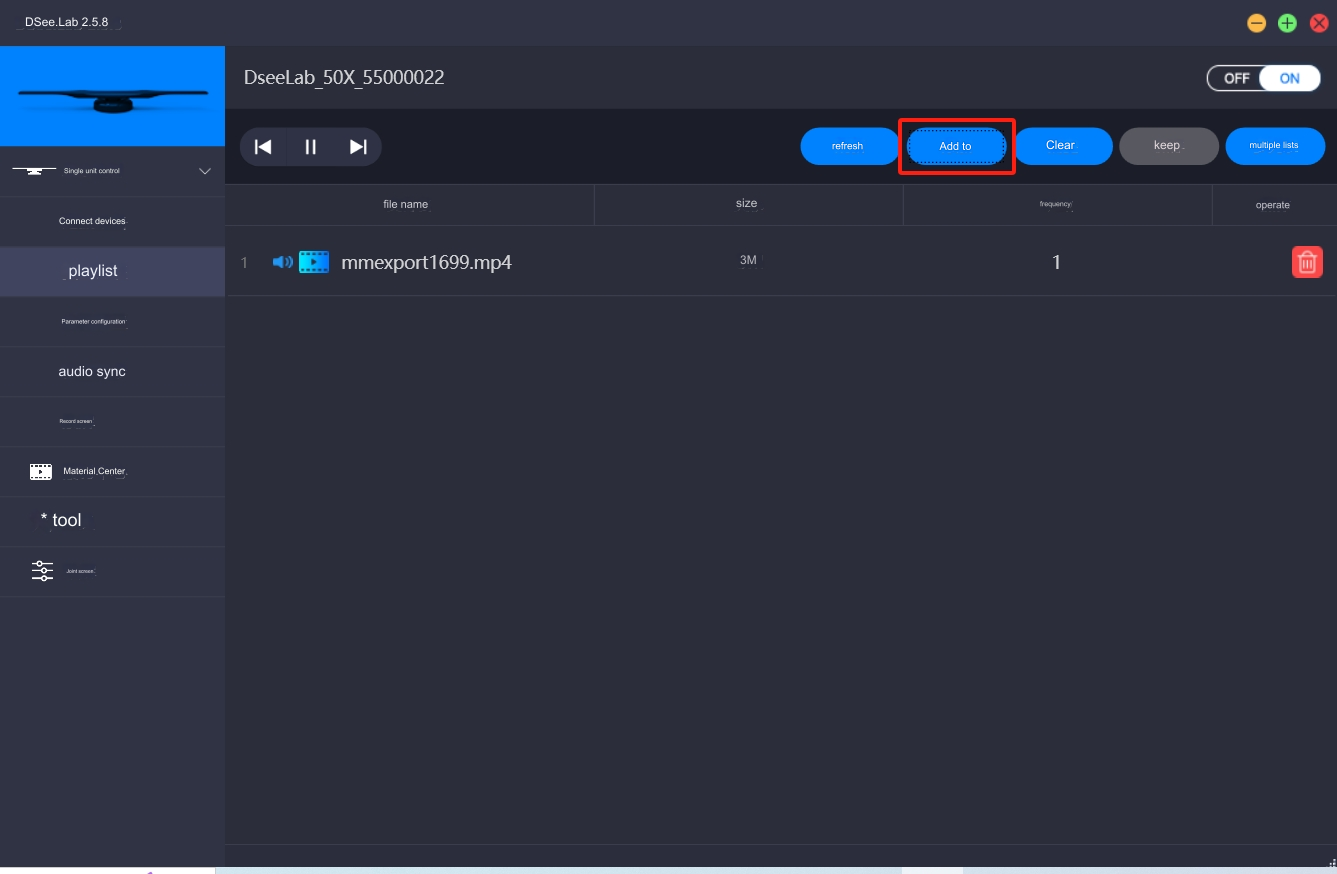 DSee.Lab 2.5.8
DseeLab_50X_55000022
OFF ON
refresh Add to Clear keep multiple lists
Single unit control
Connect devices
playlist
Parameter configuration
audio sync
Record screen
Material Center
* tool
Joint screen
file name size frequency operate
1 mmexport1699.mp4 3M 1